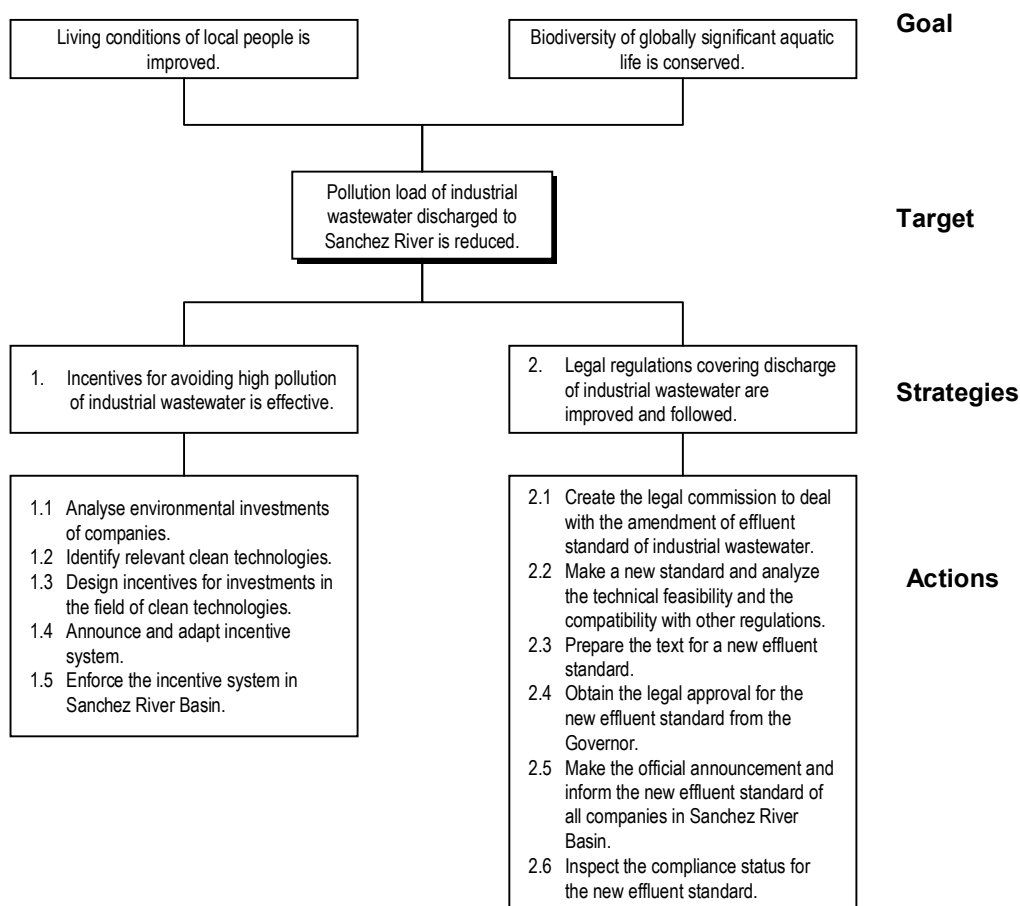 Goal
Living conditions of local people is
improved.
Biodiversity of globally significant aquatic
life is conserved.
Target
Pollution load of industrial
wastewater discharged to
Sanchez River is reduced.
Strategies
1. Incentives for avoiding high pollution
of industrial wastewater is effective.
2. Legal regulations covering discharge
of industrial wastewater are
improved and followed.
Actions
1.1 Analyse environmental investments
of companies.
1.2 Identify relevant clean technologies.
1.3 Design incentives for investments in
the field of clean technologies.
1.4 Announce and adapt incentive
system.
1.5 Enforce the incentive system in
Sanchez River Basin.
2.1 Create the legal commission to deal
with the amendment of effluent
standard of industrial wastewater.
2.2 Make a new standard and analyze
the technical feasibility and the
compatibility with other regulations.
2.3 Prepare the text for a new effluent
standard.
2.4 Obtain the legal approval for the
new effluent standard from the
Governor.
2.5 Make the official announcement and
inform the new effluent standard of
all companies in Sanchez River
Basin.
2.6 Inspect the compliance status for
the new effluent standard.